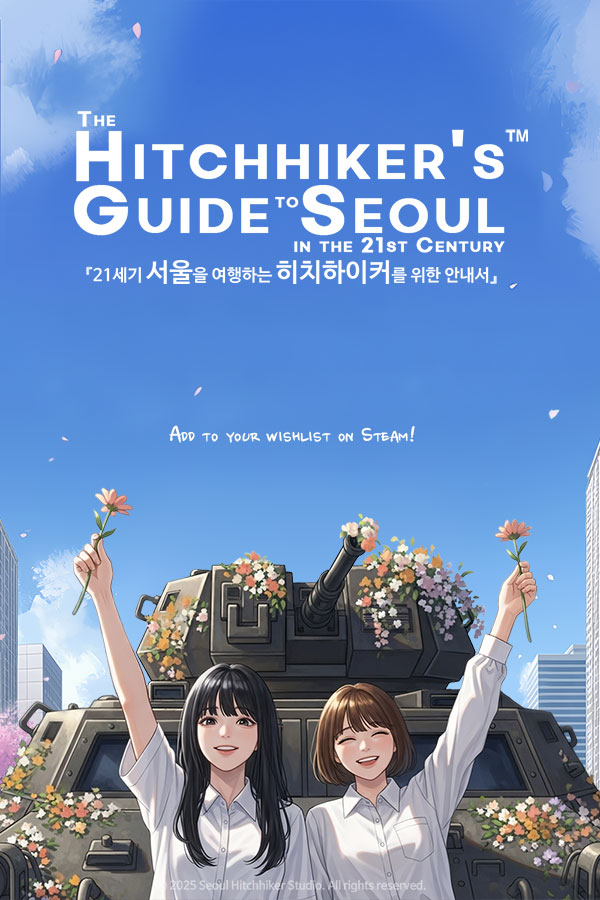 The
Hitchhiker's™
Guide to Seoul
in the 21st Century
『21세기 서울을 여행하는 히치하이커를 위한 안내서』
Add to your wishlist on Steam!
2025 Seoul Hitchhiker Studio. All rights reserved.